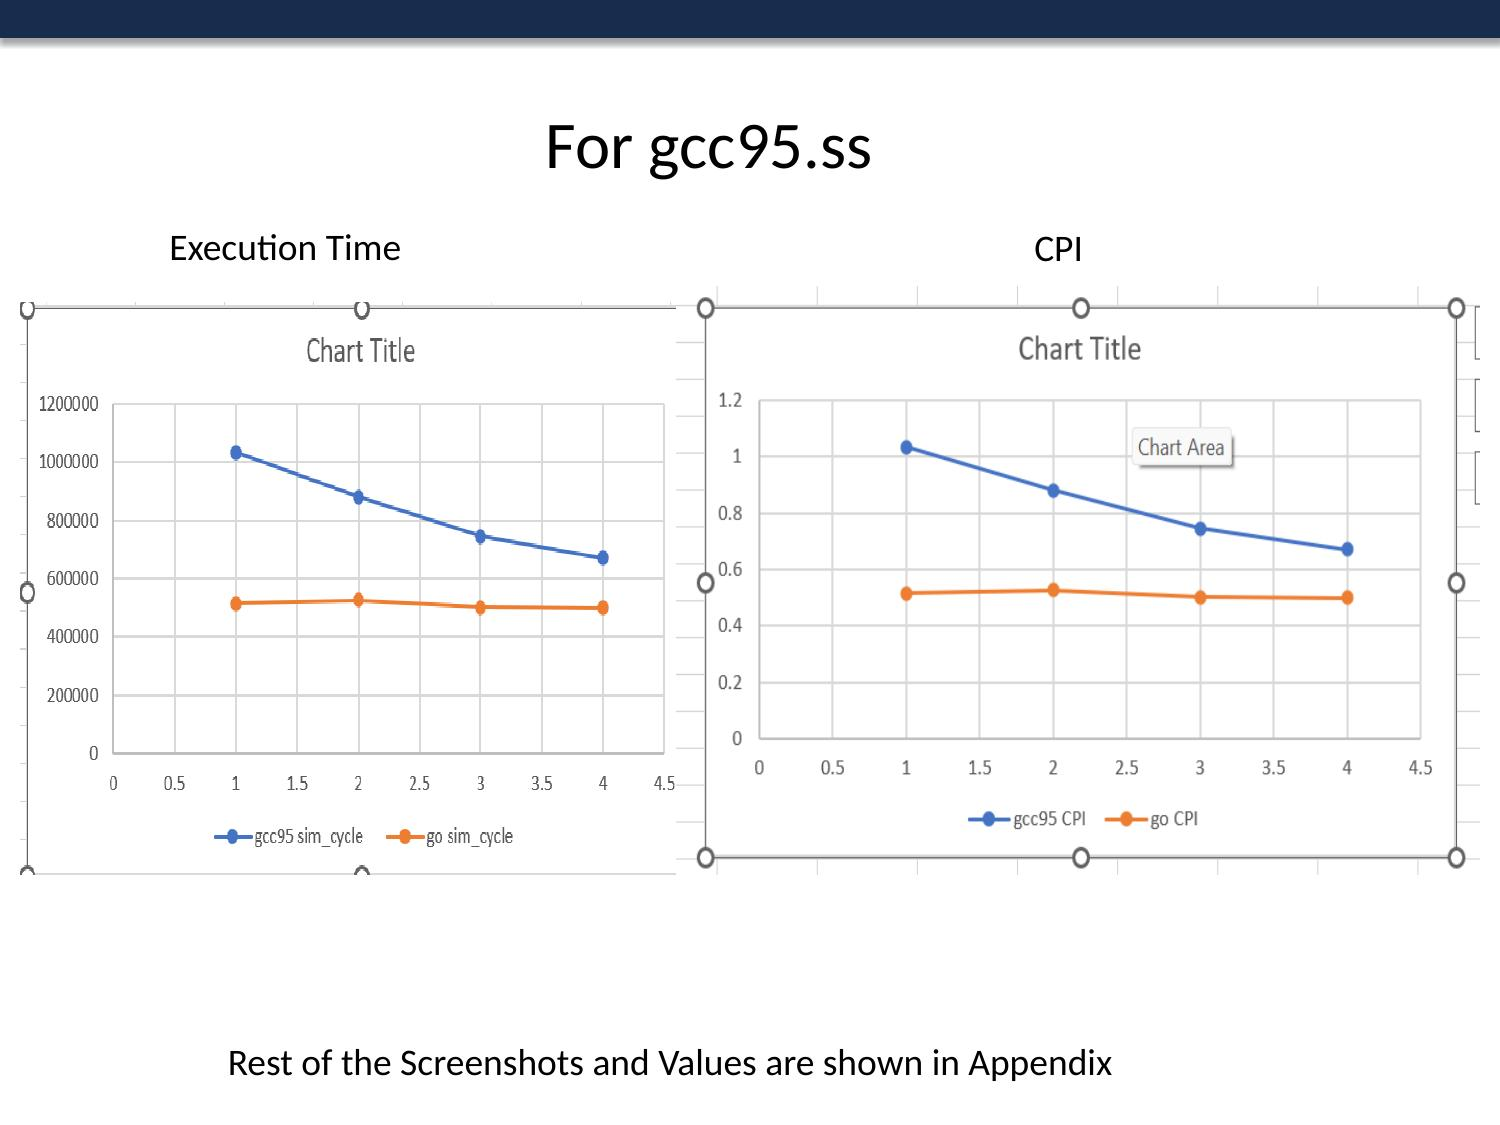 For gcc95.ss
Execution Time
CPI
Chart Title
1200000
1000000
800000
600000
400000
200000
0
0 0.5 1 1.5 2 2.5 3 3.5 4 4.5
gcc95 sim_cycle go sim_cycle
Chart Title
Chart Area
1.2
1
0.8
0.6
0.4
0.2
0
0 0.5 1 1.5 2 2.5 3 3.5 4 4.5
gcc95 CPI go CPI
Rest of the Screenshots and Values are shown in Appendix